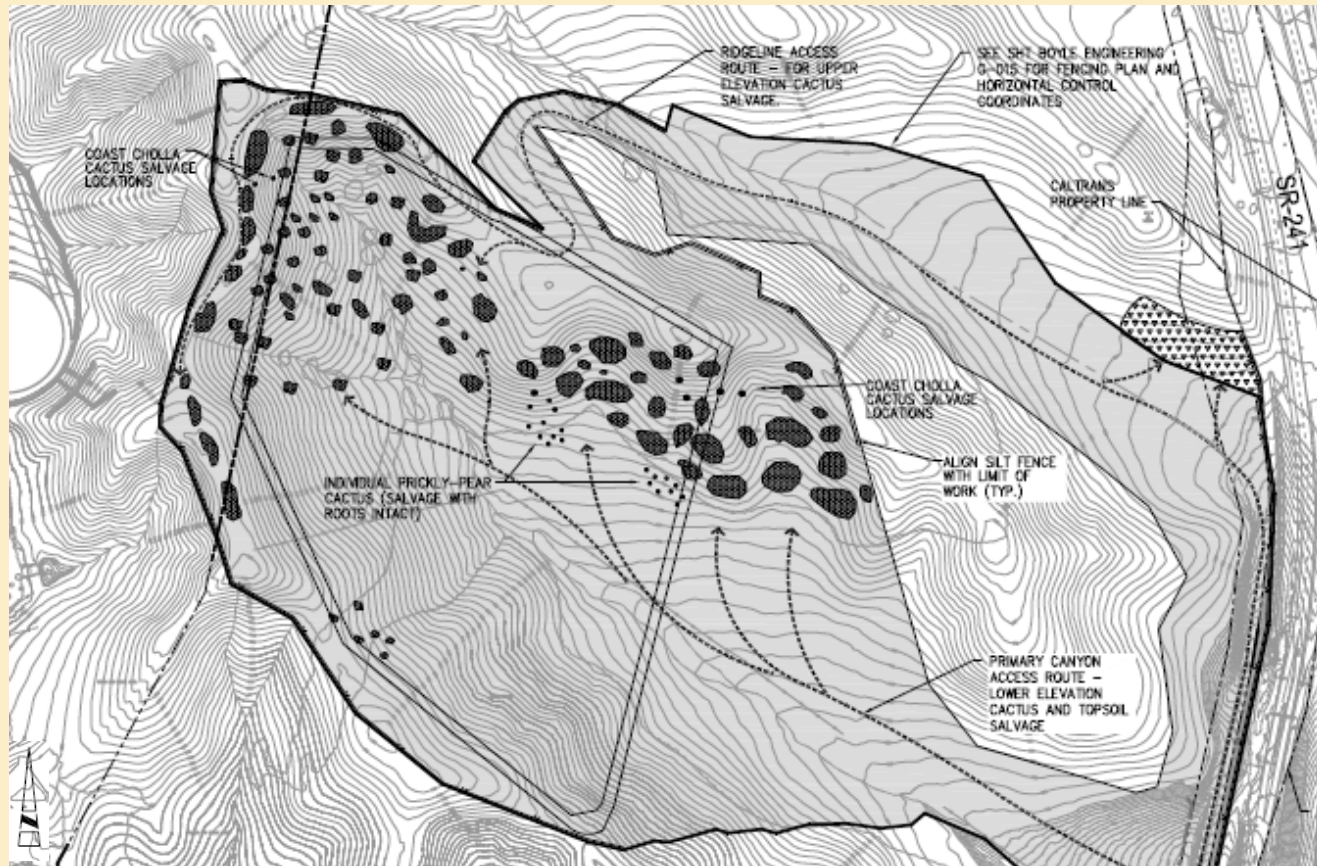 RIDGELINE ACCESS
ROUTE – FOR UPPER
ELEVATION CACTUS
SALVAGE.
SEE SHT BOYLE ENGINEERING
G-015 FOR FENCING PLAN AND
HORIZONTAL CONTROL
COORDINATES
COAST CHOLLA
CACTUS SALVAGE
LOCATIONS
CALTRANS
PROPERTY LINE
SR-241
COAST CHOLLA
CACTUS SALVAGE
LOCATIONS
ALIGN SILT FENCE
WITH LIMIT OF
WORK (TYP.)
INDIVIDUAL PRICKLY-PEAR
CACTUS (SALVAGE WITH
ROOTS INTACT)
PRIMARY CANYON
ACCESS ROUTE –
LOWER ELEVATION
CACTUS AND TOPSOIL
SALVAGE
Z